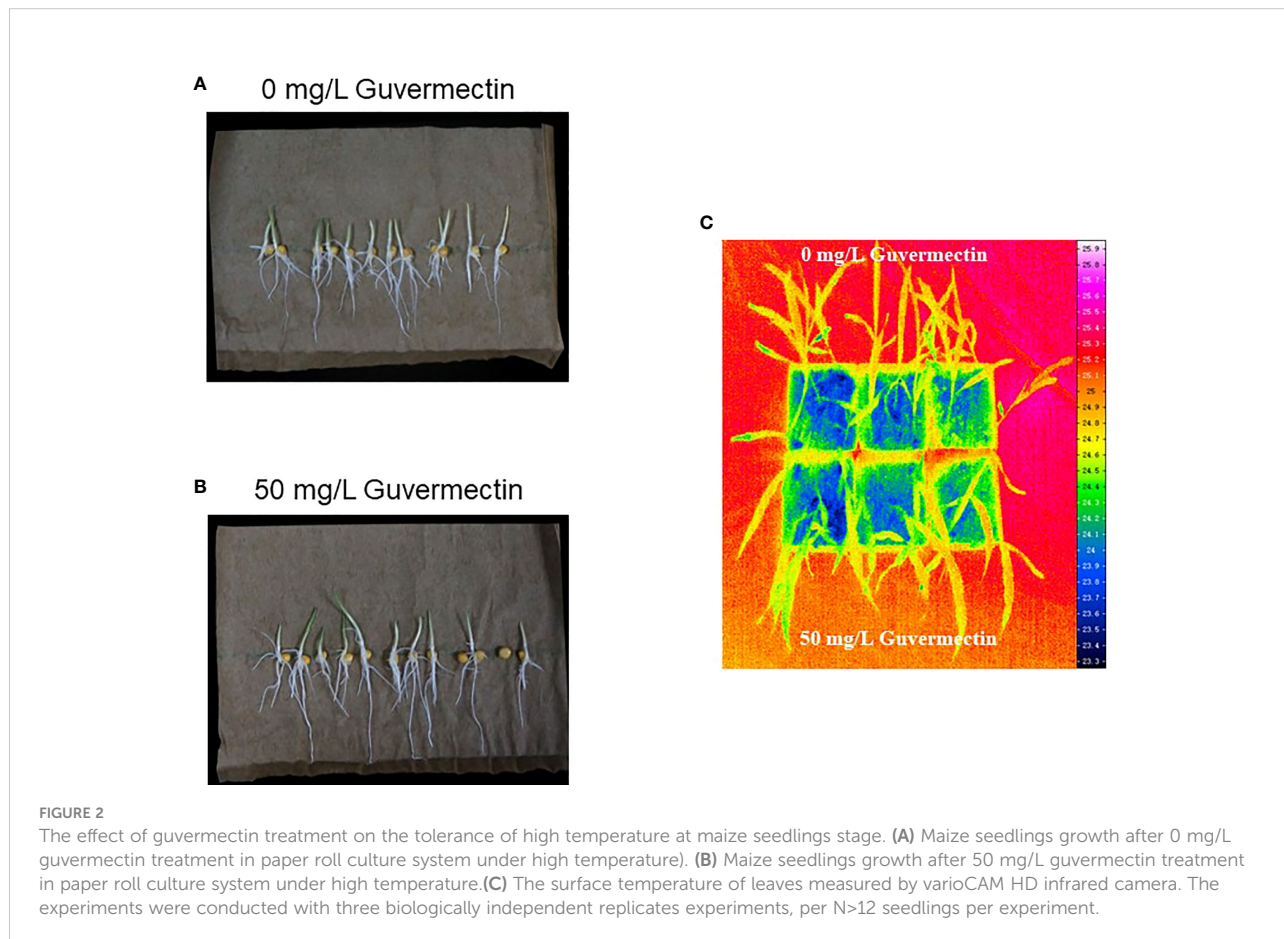 A
0 mg/L Guvermectin
B
50 mg/L Guvermectin
C
0 mg/L Guvermectin
50 mg/L Guvermectin
25.9
25.8
25.7
25.6
25.5
25.4
25.3
25.2
25.1
25
24.9
24.8
24.7
24.6
24.5
24.4
24.3
24.2
24.1
24
23.9
23.8
23.7
23.6
23.5
23.4
23.3
FIGURE 2
The effect of guvermectin treatment on the tolerance of high temperature at maize seedlings stage. (A) Maize seedlings growth after 0 mg/L
guvermectin treatment in paper roll culture system under high temperature). (B) Maize seedlings growth after 50 mg/L guvermectin treatment
in paper roll culture system under high temperature.(C) The surface temperature of leaves measured by varioCAM HD infrared camera. The
experiments were conducted with three biologically independent replicates experiments, per N>12 seedlings per experiment.